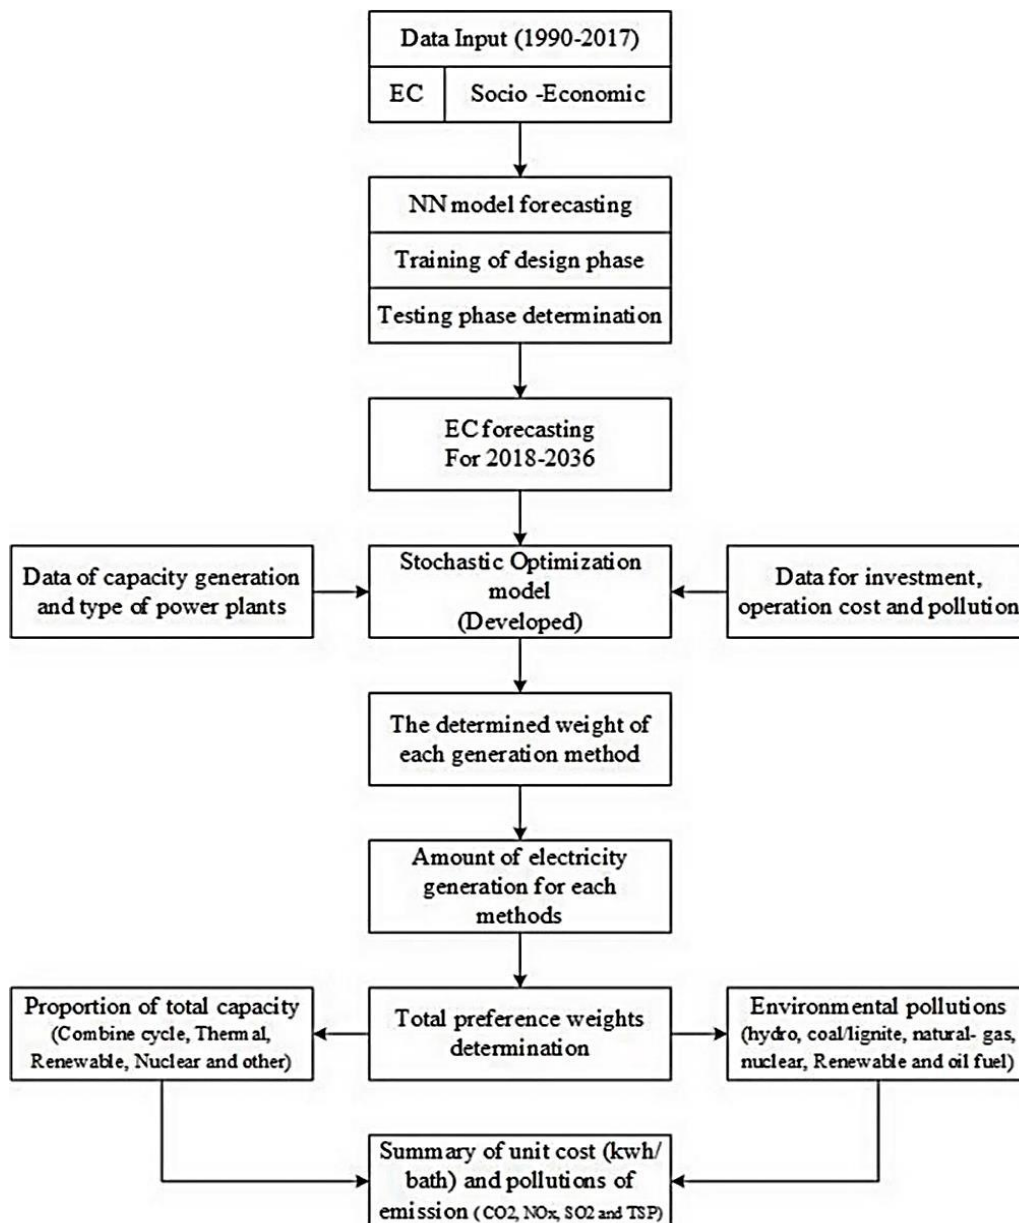 Data Input (1990-2017)
EC
Socio -Economic
NN model forecasting
Training of design phase
Testing phase determination
EC forecasting
For 2018-2036
Data of capacity generation
and type of power plants
Stochastic Optimization
model
(Developed)
Data for investment,
operation cost and pollution
The determined weight of
each generation method
Amount of electricity
generation for each
methods
Proportion of total capacity
(Combine cycle, Thermal,
Renewable, Nuclear and other)
Total preference weights
determination
Environmental pollutions
(hydro, coal/lignite, natural- gas,
nuclear, Renewable and oil fuel)
Summary of unit cost (kwh/
bath) and pollutions of
emission ( CO2, NOx, SO2 and TSP)